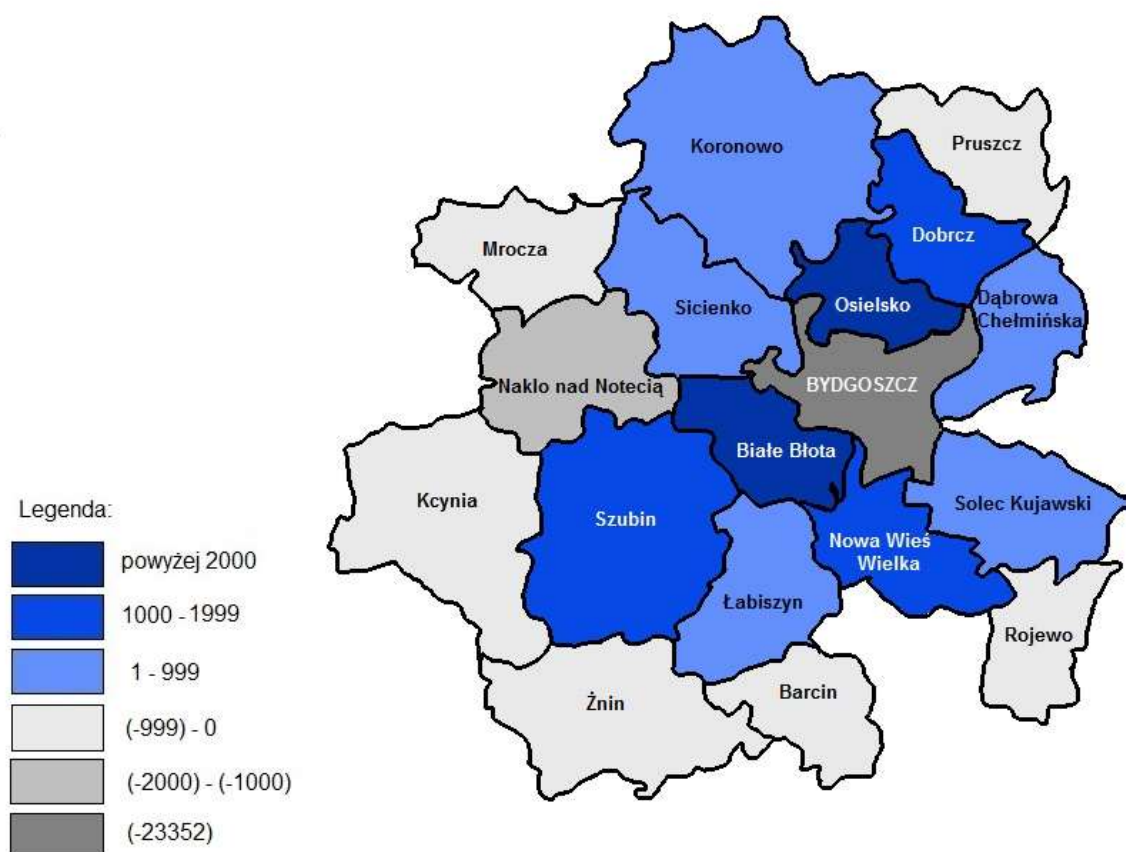 Koronowo
Pruszcz
Dobrcz
Mrocza
Sicienko
Osielsko
Dąbrowa
Chełmińska
Naklo nad Notecią
BYDGOSZCZ
Białe Błota
Kcynia
Szubin
Solec Kujawski
Nowa Wieś
Wielka
Łabiszyn
Rojewo
Żnin
Barcin
Legenda:
powyżej 2000
1000 - 1999
1 - 999
(-999) - 0
(-2000) - (-1000)
(-23352)